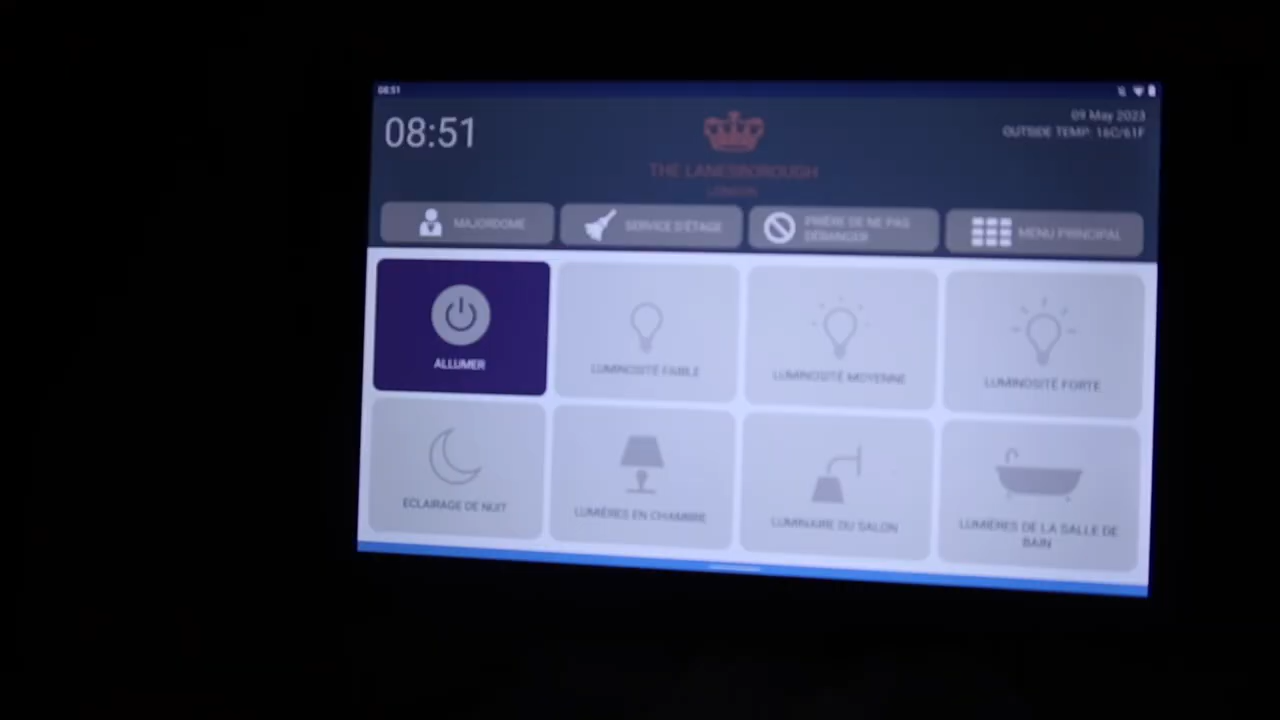 08:51
08:51
09 May 2023
OUTSIDE TEMP: 16C/61F
THE LANESBOROUGH
LONDON
MAJORDOME
SERVICE D'ÉTAGE
PRIÈRE DE NE PAS
DÉRANGER
MENU PRINCIPAL
ALLUMER
LUMINOSITÉ FAIBLE
LUMINOSITÉ MOYENNE
LUMINOSITÉ FORTE
ECLAIRAGE DE NUIT
LUMIÈRES EN CHAMBRE
LUMINAIRE DU SALON
LUMIÈRES DE LA SALLE DE
BAIN